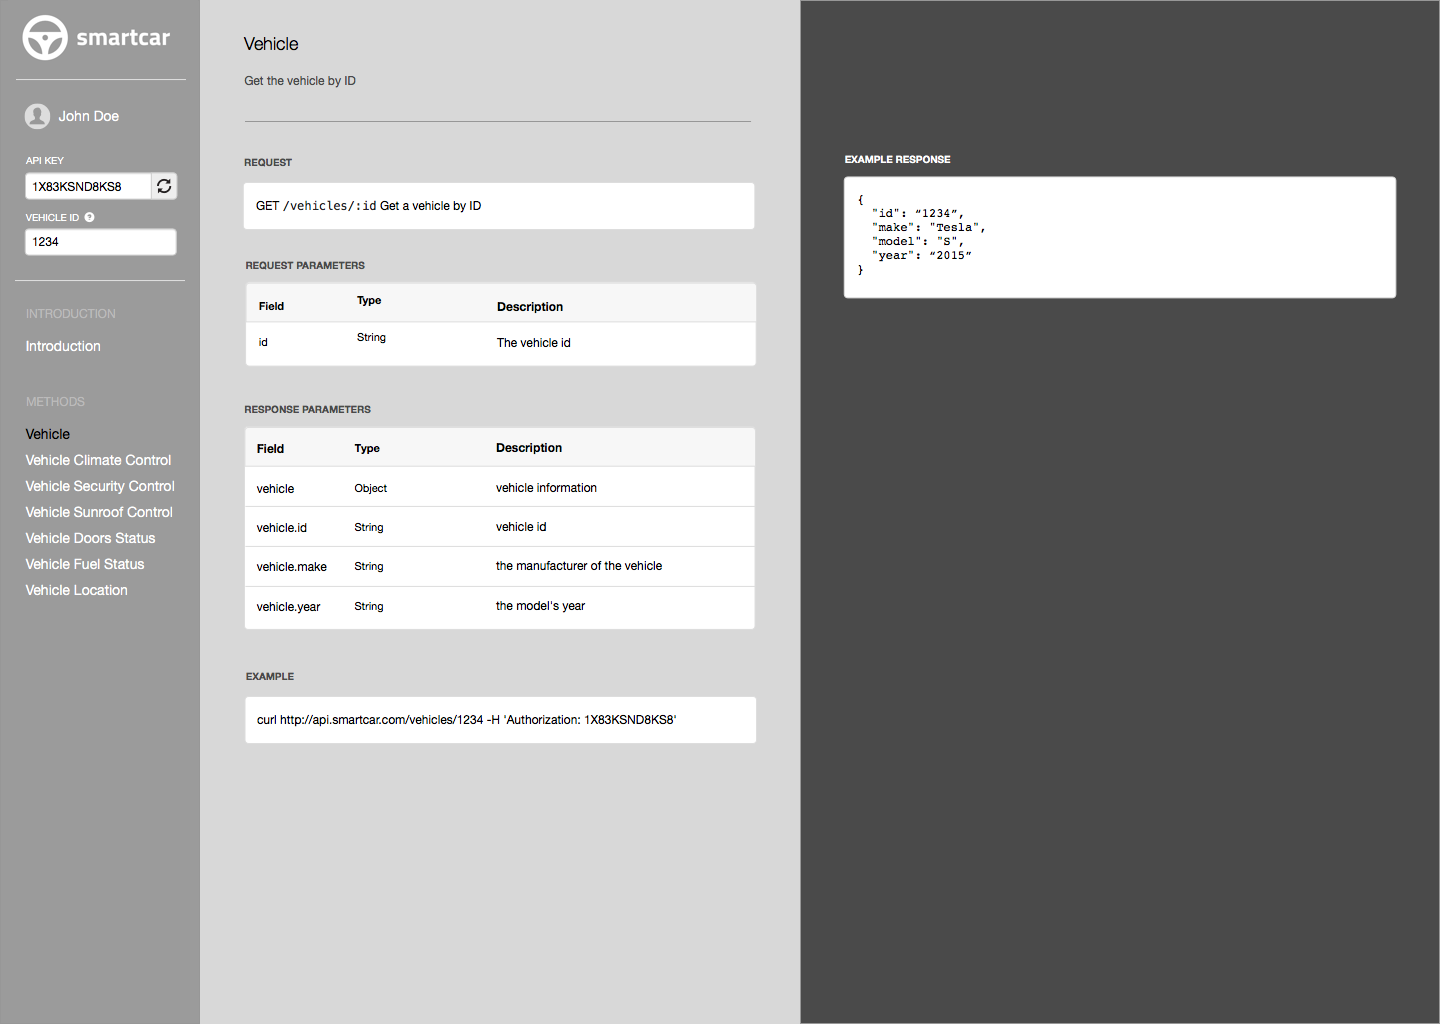 smartcar
John Doe
API KEY
1X83KSND8KS8
VEHICLE ID ?
1234
INTRODUCTION
Introduction
METHODS
Vehicle
Vehicle Climate Control
Vehicle Security Control
Vehicle Sunroof Control
Vehicle Doors Status
Vehicle Fuel Status
Vehicle Location
Vehicle
Get the vehicle by ID
REQUEST
GET /vehicles/:id Get a vehicle by ID
REQUEST PARAMETERS
Field Type Description
id String The vehicle id
RESPONSE PARAMETERS
Field Type Description
vehicle Object vehicle information
vehicle.id String vehicle id
vehicle.make String the manufacturer of the vehicle
vehicle.year String the model's year
EXAMPLE
curl http://api.smartcar.com/vehicles/1234 -H 'Authorization: 1X83KSND8KS8'
EXAMPLE RESPONSE
{
"id": “1234”,
"make": "Tesla",
"model": "S",
"year": “2015”
}